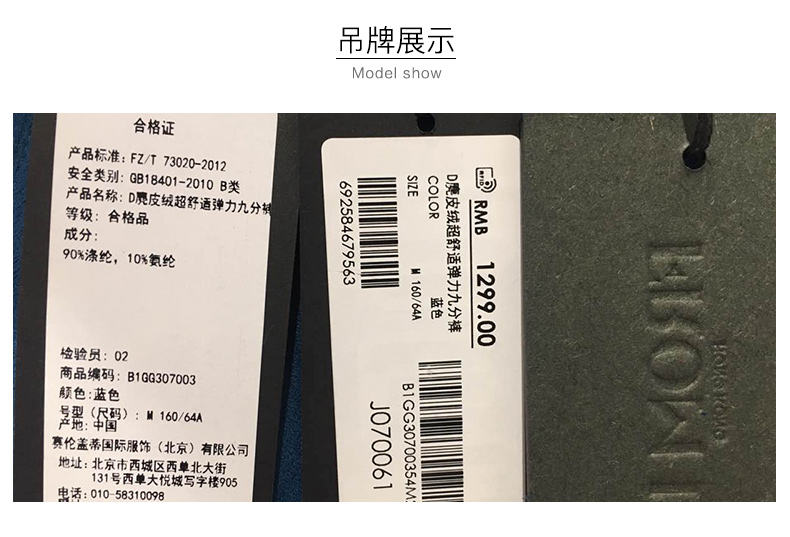 吊牌展示
Model show
合格证
产品标准: FZ/T 73020-2012
安全类别: GB18401-2010 B类
产品名称: D麂皮绒超舒适弹力九分裤
等级: 合格品
成分:
90%涤纶, 10%氨纶
检验员: 02
商品编码: B1GG307003
颜色:蓝色
号型 (尺码): M 160/64A
产地: 中国
赛伦盖蒂国际服饰 (北京) 有限公司
地址: 北京市西城区西单北大街
131号西单大悦城写字楼905
电话: 010-58310098
RFID
RMB 1299.00
D麂皮绒超舒适弹力九分裤
COLOR 蓝色
SIZE M 160/64A
692584679563
B1GG30700354M
J070061
HONGKONG